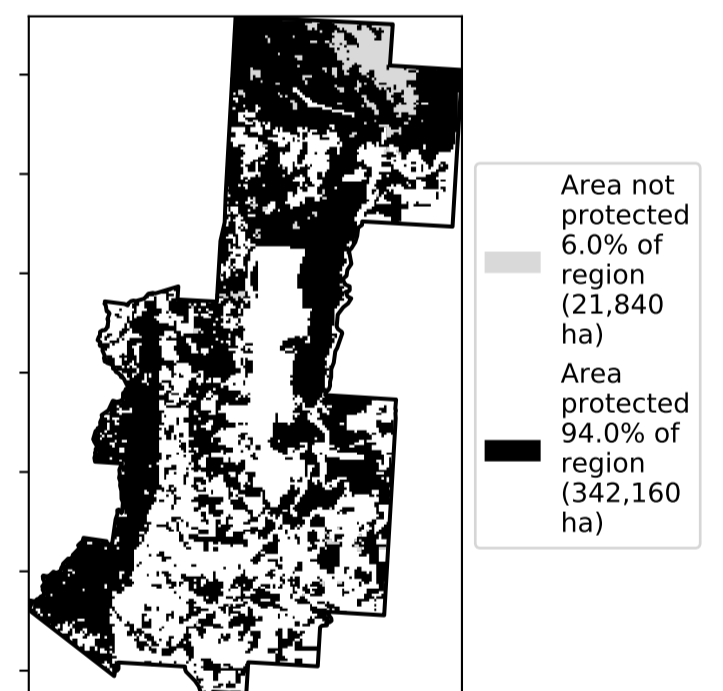 Area not
protected
6.0% of
region
(21,840
ha)
Area
protected
94.0% of
region
(342,160
ha)